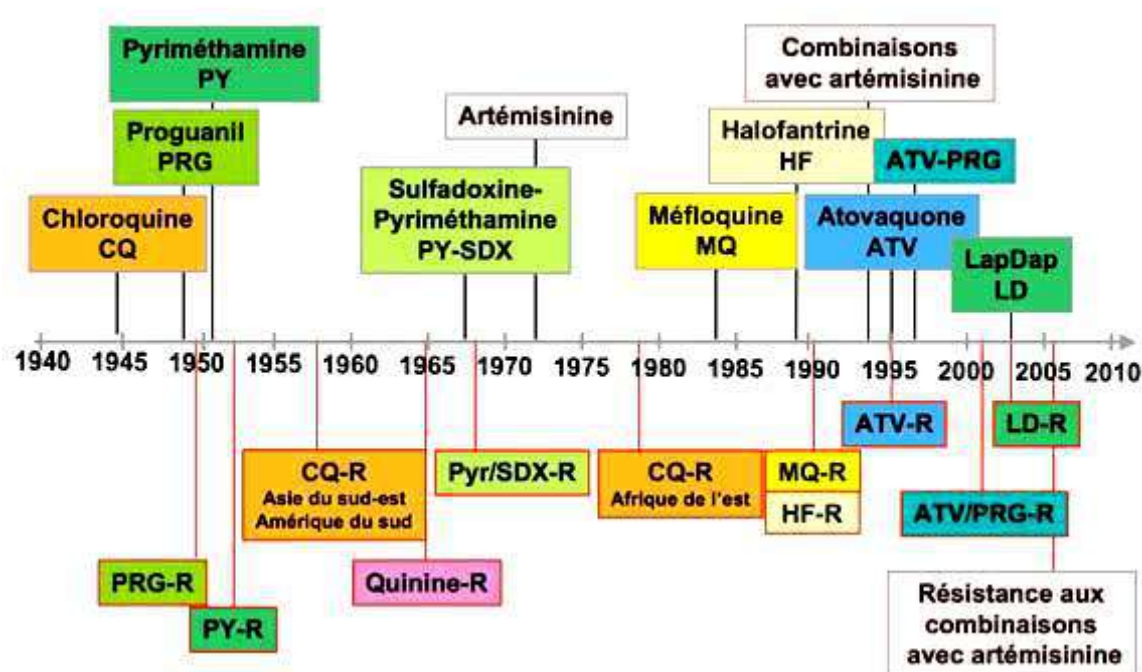 Pyriméthamine
PY
Combinaisons
avec artémisinine
Proguanil
PRG
Artémisinine
Halofantrine
HF
ATV-PRG
Chloroquine
CQ
Sulfadoxine-
Pyriméthamine
PY-SDX
Méfloquine
MQ
Atovaquone
ATV
LapDap
LD
1940 1945 1950 1955 1960 1965 1970 1975 1980 1985 1990 1995 2000 2005 2010
ATV-R
LD-R
CQ-R
Asie du sud-est
Amérique du sud
Pyr/SDX-R
CQ-R
Afrique de l'est
MQ-R
HF-R
ATV/PRG-R
PRG-R
Quinine-R
PY-R
Résistance aux
combinaisons
avec artémisinine